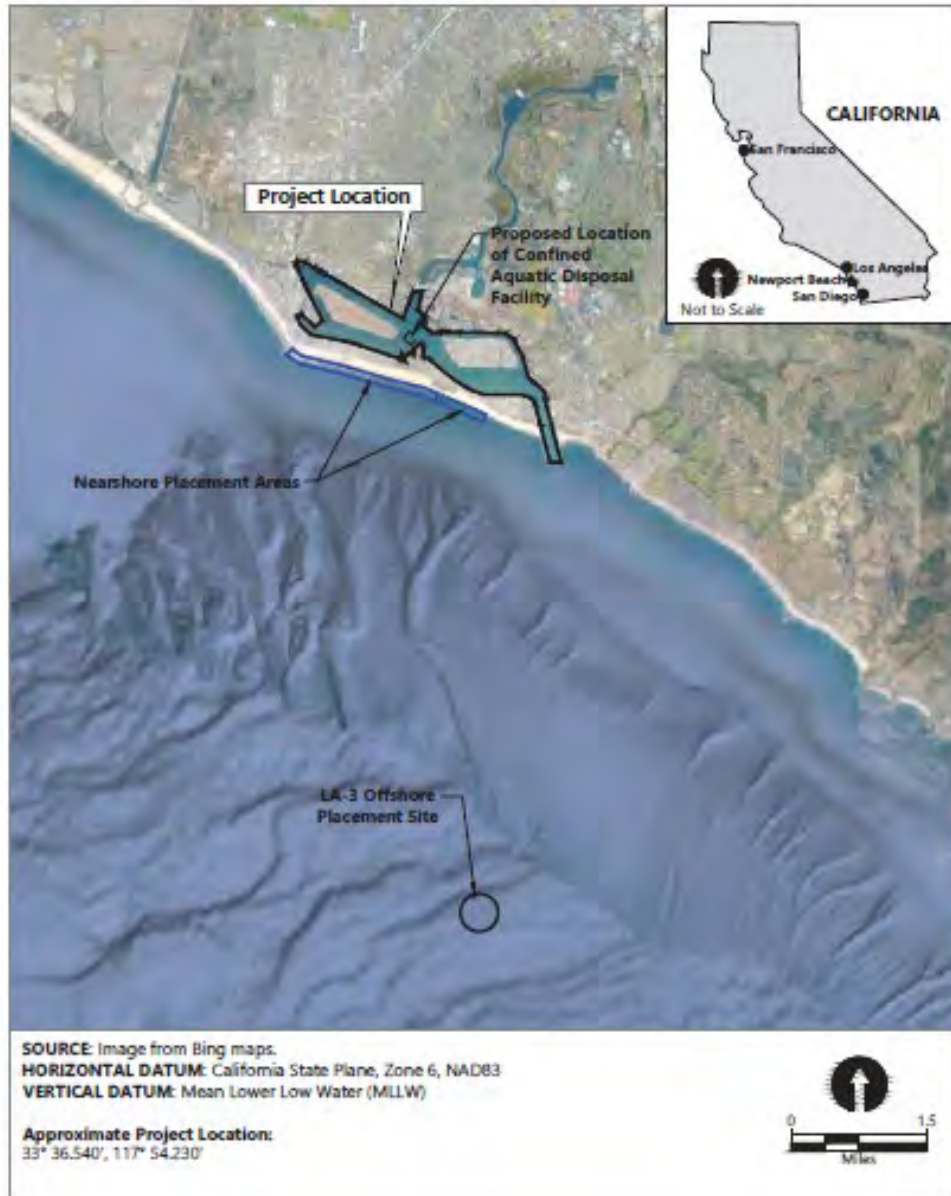 CALIFORNIA
San Francisco
Los Angeles
Newport Beach
San Diego
Not to Scale
Project Location
Proposed Location
of Confined
Aquatic Disposal
Facility
Nearshore Placement Areas
LA-3 Offshore
Placement Site
SOURCE: Image from Bing maps.
HORIZONTAL DATUM: California State Plane, Zone 6, NAD83
VERTICAL DATUM: Mean Lower Low Water (MLLW)
Approximate Project Location:
33° 36.540', 117° 54.230'
0 1.5
Miles